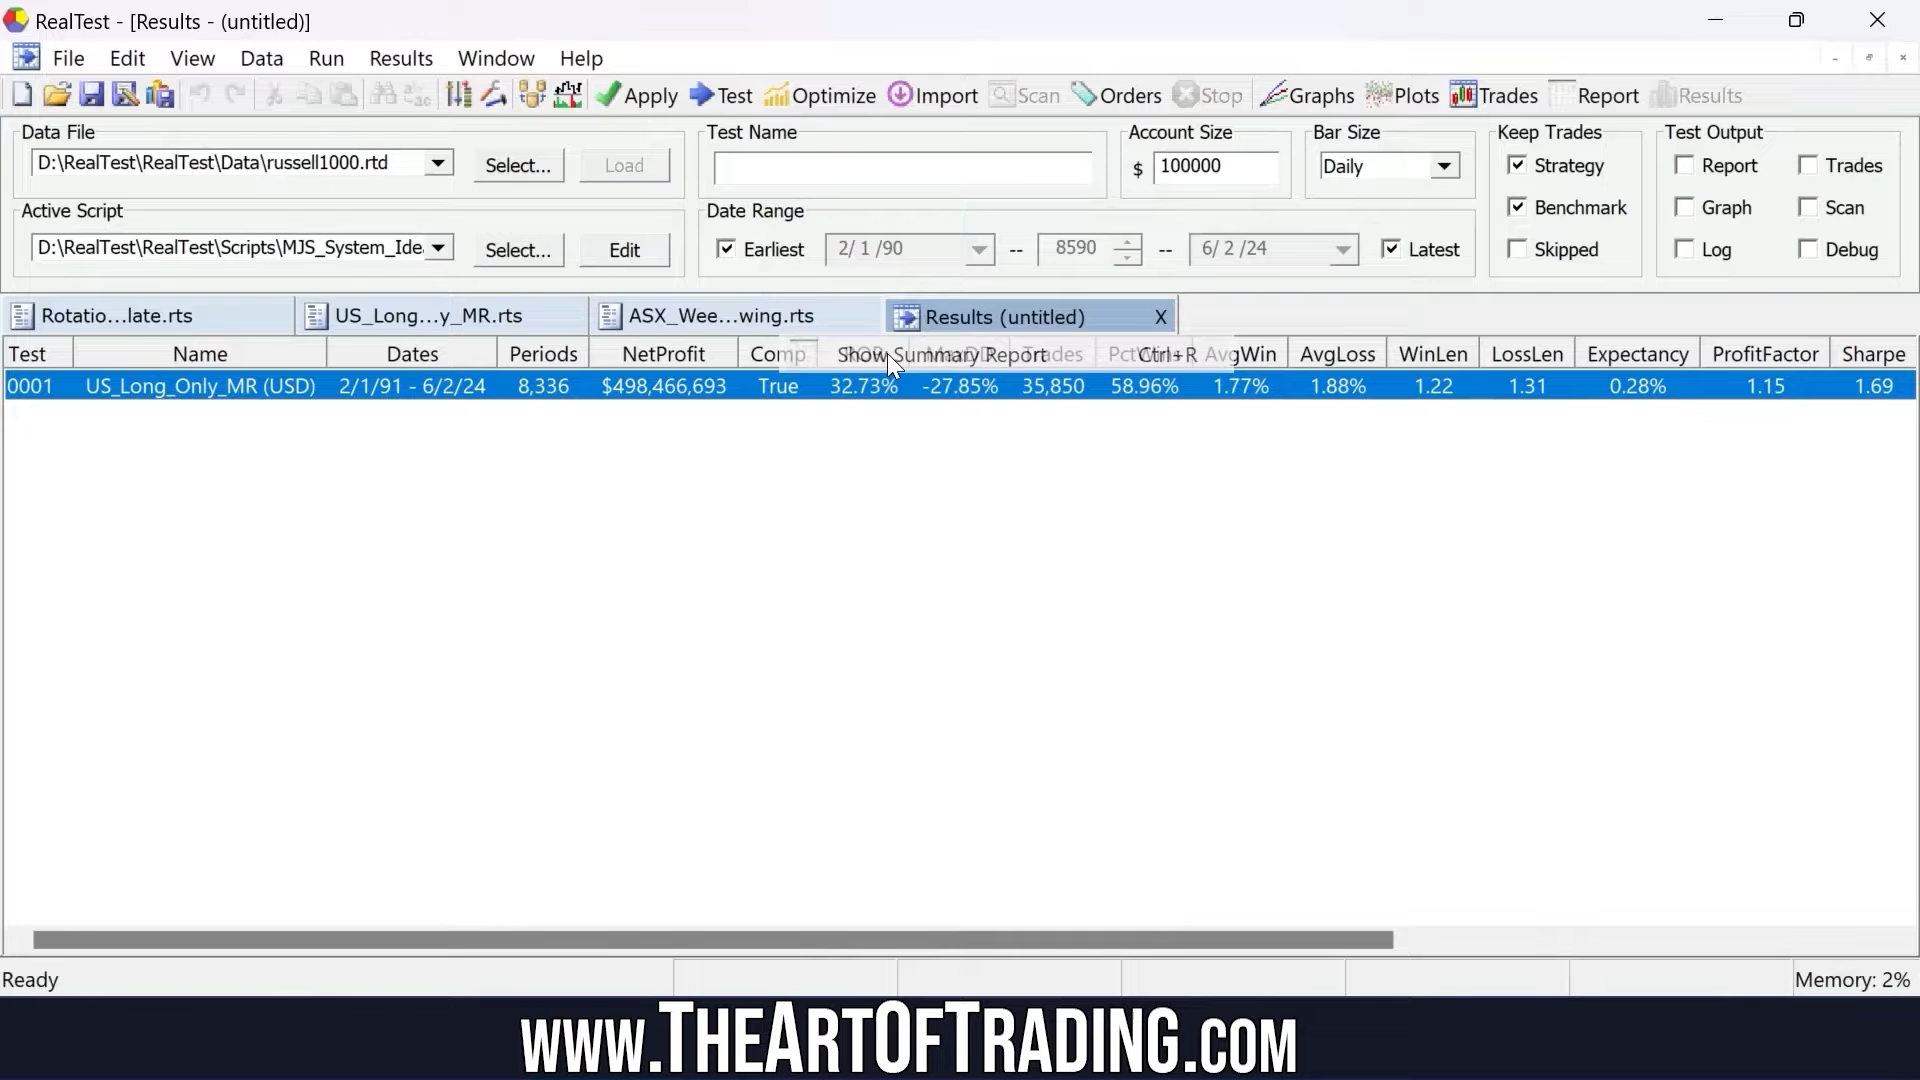 RealTest - [Results - (untitled)]
File Edit View Data Run Results Window Help
Apply Test Optimize Import Scan Orders Stop Graphs Plots Trades Report Results
Data File Test Name Account Size Bar Size Keep Trades Test Output
D:\RealTest\RealTest\Data\russell1000.rtd Select... Load $ 100000 Daily Strategy Report Trades
Active Script Date Range Benchmark Graph Scan
D:\RealTest\RealTest\Scripts\MJS_System_Ide Select... Edit Earliest 2/ 1 /90 -- 8590 -- 6/ 2 /24 Latest Skipped Log Debug
Rotatio...late.rts US_Long...y_MR.rts ASX_Wee...wing.rts Results (untitled) X
Test Name Dates Periods NetProfit Comp Show Summary Report Ctrl+R AvgWin AvgLoss WinLen LossLen Expectancy ProfitFactor Sharpe
0001 US_Long_Only_MR (USD) 2/1/91 - 6/2/24 8,336 $498,466,693 True 32.73% -27.85% 35,850 58.96% 1.77% 1.88% 1.22 1.31 0.28% 1.15 1.69
Ready Memory: 2%
WWW.THEARTOFTRADING.COM